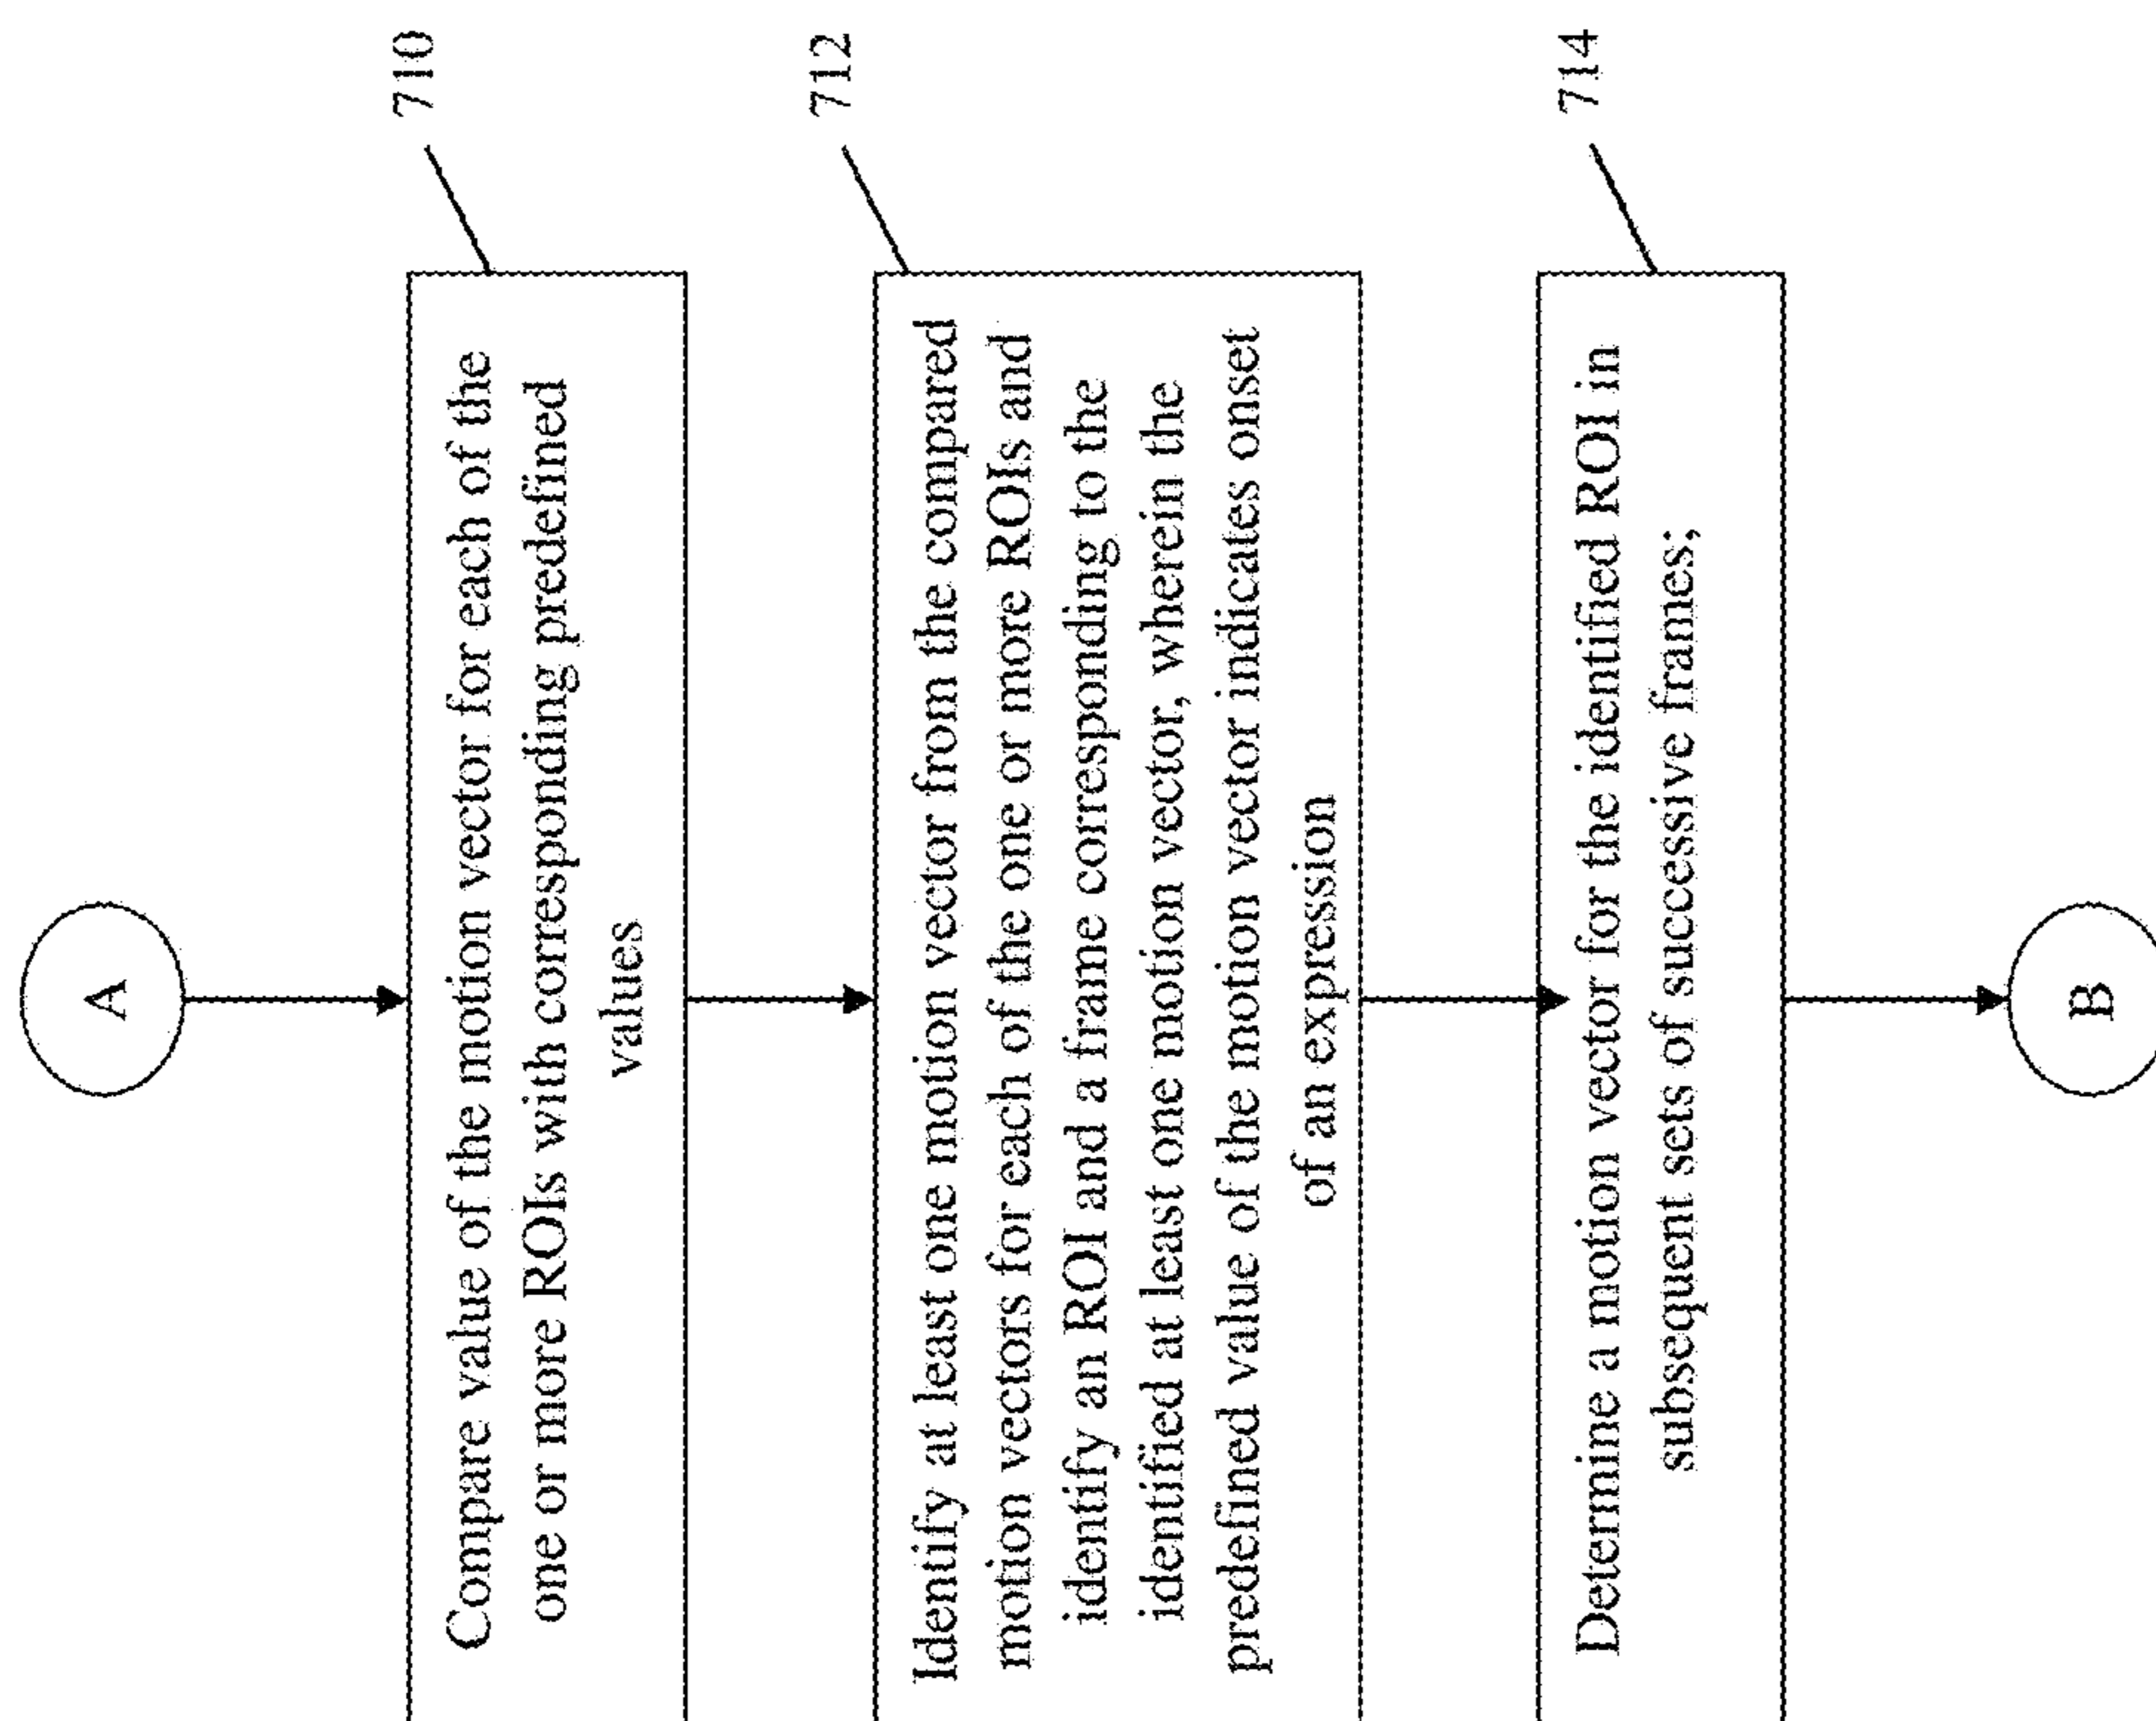 A
710
Compare value of the motion vector for each of the
one or more ROIs with corresponding predefined
values
712
Identify at least one motion vector from the compared
motion vectors for each of the one or more ROIs and
identify an ROI and a frame corresponding to the
identified at least one motion vector, wherein the
predefined value of the motion vector indicates onset
of an expression
714
Determine a motion vector for the identified ROI in
subsequent sets of successive frames;
B